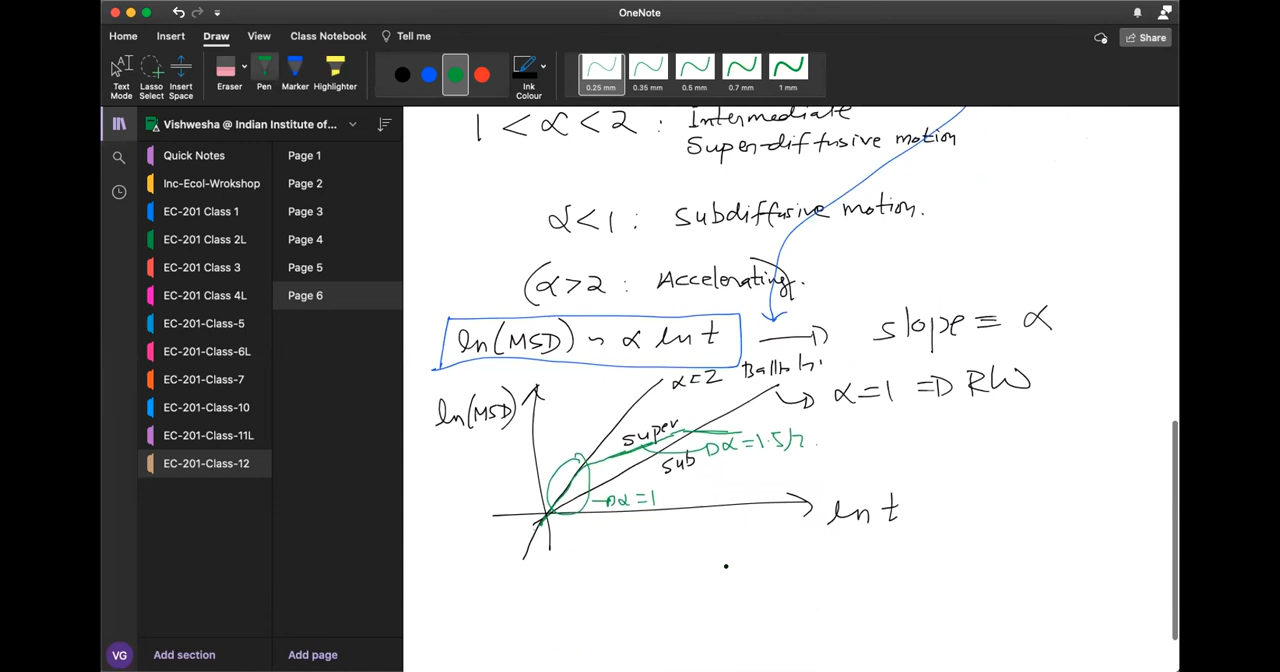 OneNote
Home Insert Draw View Class Notebook Tell me
Share
Text Mode
Lasso Select
Insert Space
Eraser
Pen
Marker
Highlighter
Ink Colour
0.25 mm 0.35 mm 0.5 mm 0.7 mm 1 mm
Vishwesha @ Indian Institute of...
Quick Notes
Inc-Ecol-Wrokshop
EC-201 Class 1
EC-201 Class 2L
EC-201 Class 3
EC-201 Class 4L
EC-201-Class-5
EC-201-Class-6L
EC-201-Class-7
EC-201-Class-10
EC-201-Class-11L
EC-201-Class-12
Page 1
Page 2
Page 3
Page 4
Page 5
Page 6
VG
Add section
Add page
1 < α < 2 : Intermediate
Super-diffusive motion
α < 1 : Subdiffusive motion.
(α > 2 : Accelerating.)
ln(MSD) ~ α ln t → slope = α
ln(MSD)
α = 2
→ α = 1 ⇒ RW
super
sub
→ α = 1.5/2.
→ α = 1
ln t